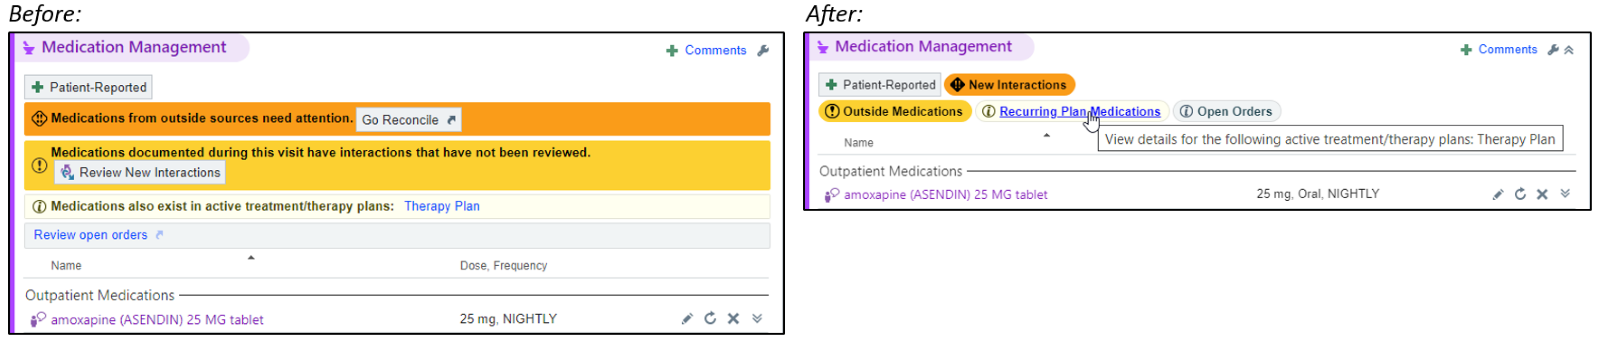 Before:
Medication Management
Comments
Patient-Reported
Medications from outside sources need attention. Go Reconcile
Medications documented during this visit have interactions that have not been reviewed.
Review New Interactions
Medications also exist in active treatment/therapy plans: Therapy Plan
Review open orders
Name Dose, Frequency
Outpatient Medications
amoxapine (ASENDIN) 25 MG tablet 25 mg, NIGHTLY
After:
Medication Management
Comments
Patient-Reported New Interactions
Outside Medications Recurring Plan Medications Open Orders
Name
View details for the following active treatment/therapy plans: Therapy Plan
Outpatient Medications
amoxapine (ASENDIN) 25 MG tablet 25 mg, Oral, NIGHTLY